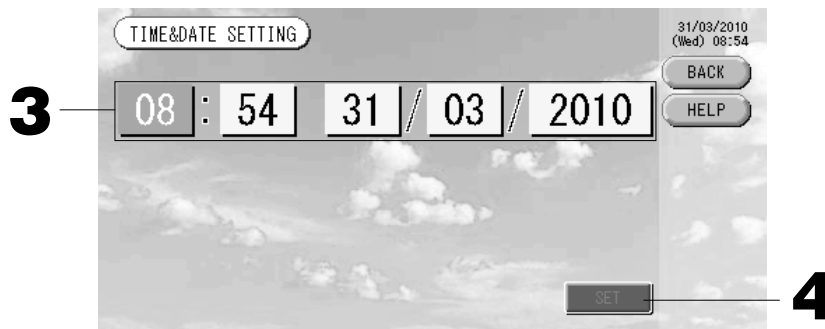 TIME&DATE SETTING
31/03/2010
(Wed) 08:54
BACK
3
08 : 54 31 / 03 / 2010
HELP
SET
4